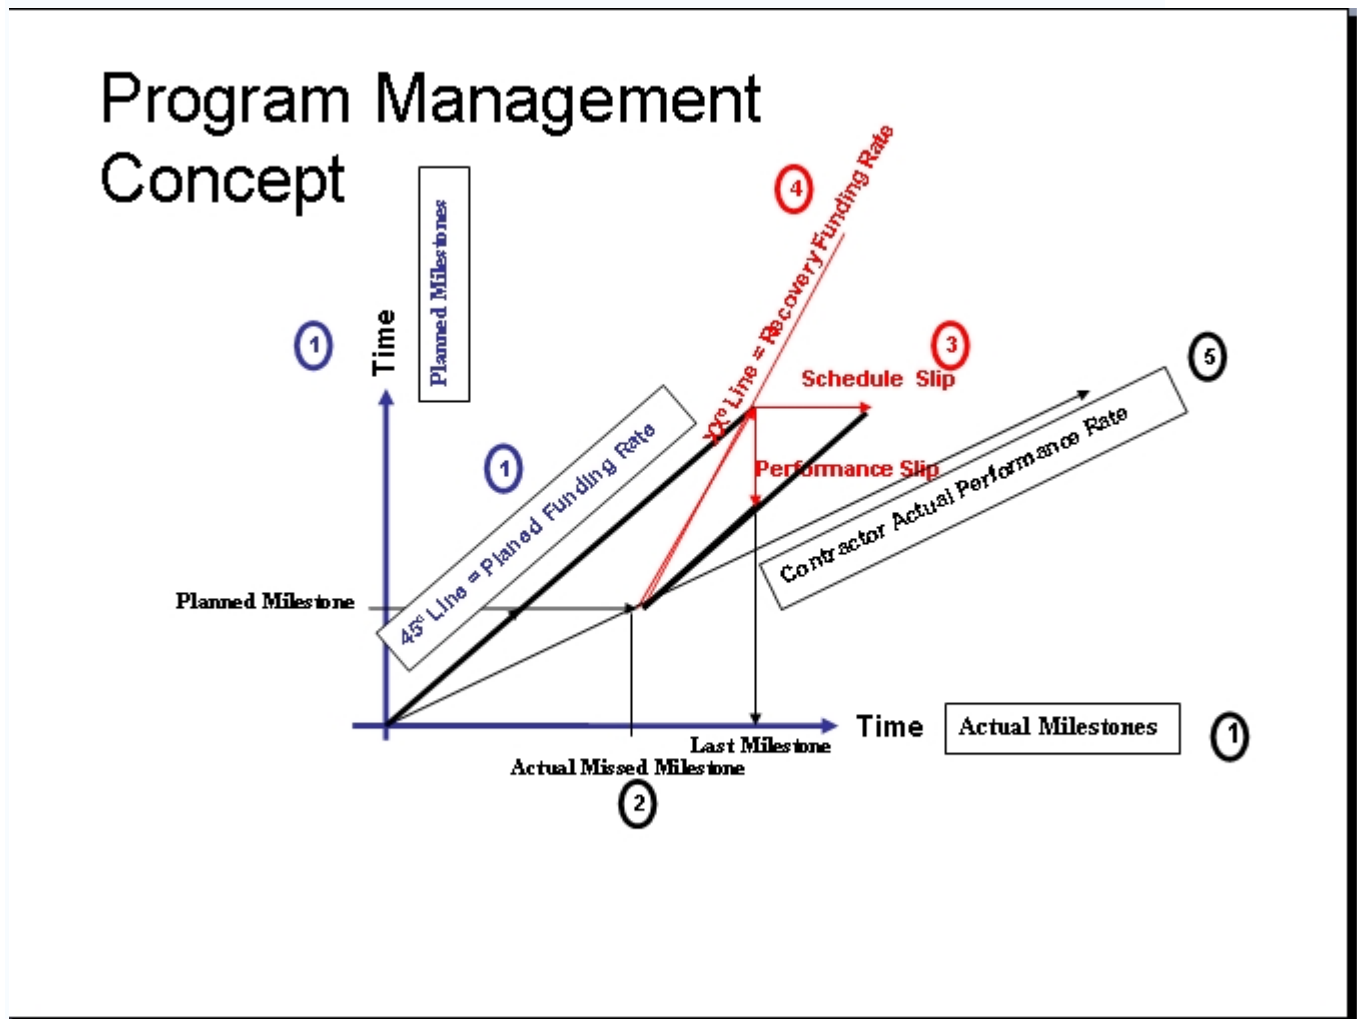 Program Management
Concept
4
XXº Line = Recovery Funding Rate
Planned Milestones
1
Time
3
5
Schedule Slip
1
45º Line = Planed Funding Rate
Performance Slip
Contractor Actual Performance Rate
Planned Milestone
Time
Actual Milestones
1
Last Milestone
Actual Missed Milestone
2